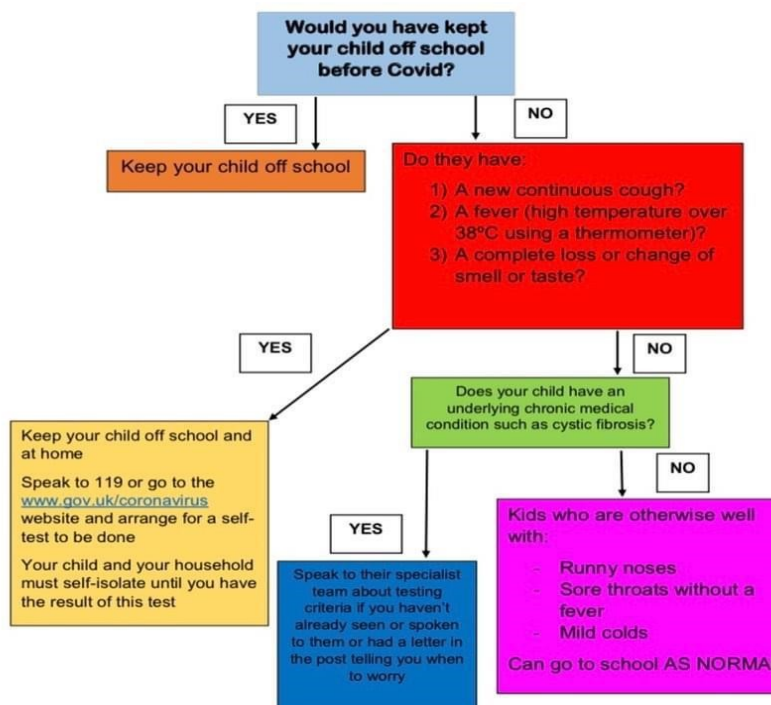 Would you have kept
your child off school
before Covid?
YES
NO
Keep your child off school
Do they have:
1) A new continuous cough?
2) A fever (high temperature over
38ºC using a thermometer)?
3) A complete loss or change of
smell or taste?
YES
NO
Does your child have an
underlying chronic medical
condition such as cystic fibrosis?
Keep your child off school and
at home
Speak to 119 or go to the
www.gov.uk/coronavirus
website and arrange for a self-
test to be done
Your child and your household
must self-isolate until you have
the result of this test
YES
NO
Speak to their specialist
team about testing
criteria if you haven't
already seen or spoken
to them or had a letter in
the post telling you when
to worry
Kids who are otherwise well
with:
- Runny noses
- Sore throats without a
fever
- Mild colds
Can go to school AS NORMA